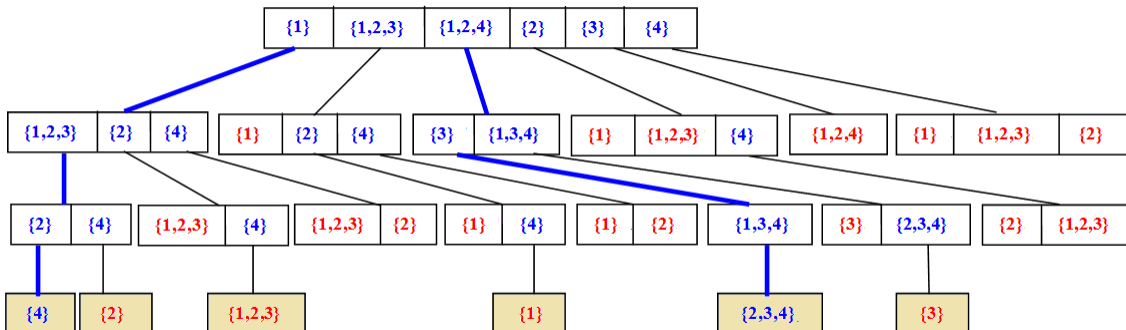 {1} {1,2,3} {1,2,4} {2} {3} {4}
{1,2,3} {2} {4} {1} {2} {4} {3} {1,3,4} {1} {1,2,3} {4} {1,2,4} {1} {1,2,3} {2}
{2} {4} {1,2,3} {4} {1,2,3} {2} {1} {4} {1} {2} {1,3,4} {3} {2,3,4} {2} {1,2,3}
{4} {2} {1,2,3} {1} {2,3,4} {3}